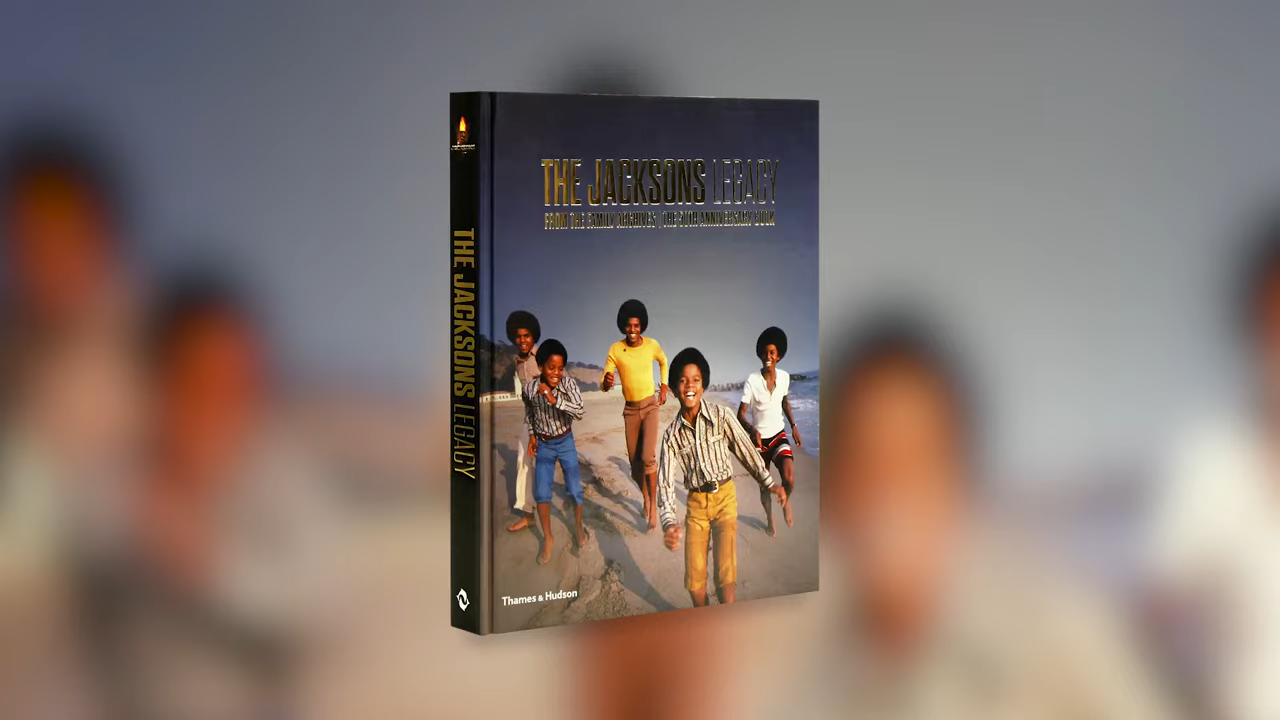 THE JACKSONS LEGACY
FROM THE FAMILY ARCHIVES | THE 50TH ANNIVERSARY BOOK
THE JACKSONS LEGACY
Thames & Hudson